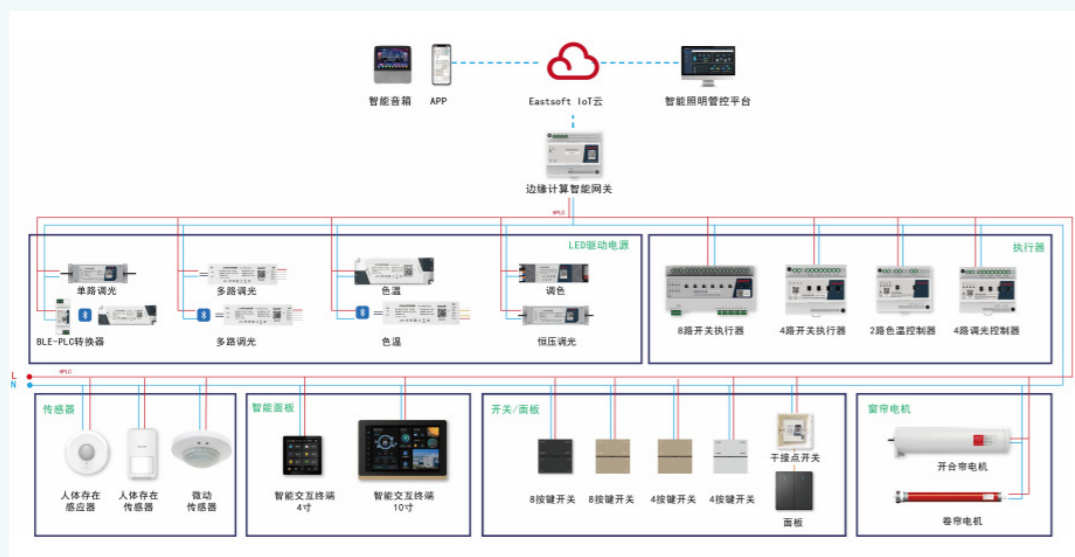 智能音箱
APP
Eastsoft IoT云
智能照明管控平台
边缘计算智能网关
HPLC
LED驱动电源
单路调光
多路调光
色温
调色
BLE-PLC转换器
多路调光
色温
恒压调光
执行器
8路开关执行器
4路开关执行器
2路色温控制器
4路调光控制器
L
N
HPLC
传感器
人体存在
感应器
人体存在
传感器
微动
传感器
智能面板
智能交互终端
4寸
智能交互终端
10寸
开关/面板
8按键开关
8按键开关
4按键开关
4按键开关
干接点开关
面板
窗帘电机
开合帘电机
卷帘电机